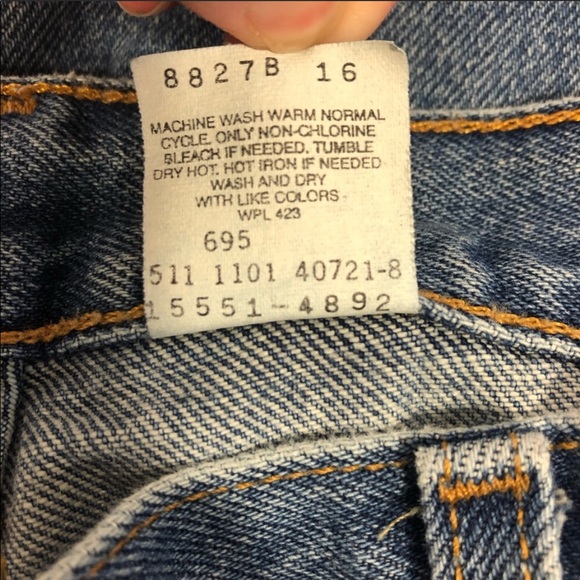 8827B 16
MACHINE WASH WARM NORMAL
CYCLE. ONLY NON-CHLORINE
BLEACH IF NEEDED. TUMBLE
DRY HOT. HOT IRON IF NEEDED
WASH AND DRY
WITH LIKE COLORS
WPL 423
695
511 1101 40721-8
15551-4892